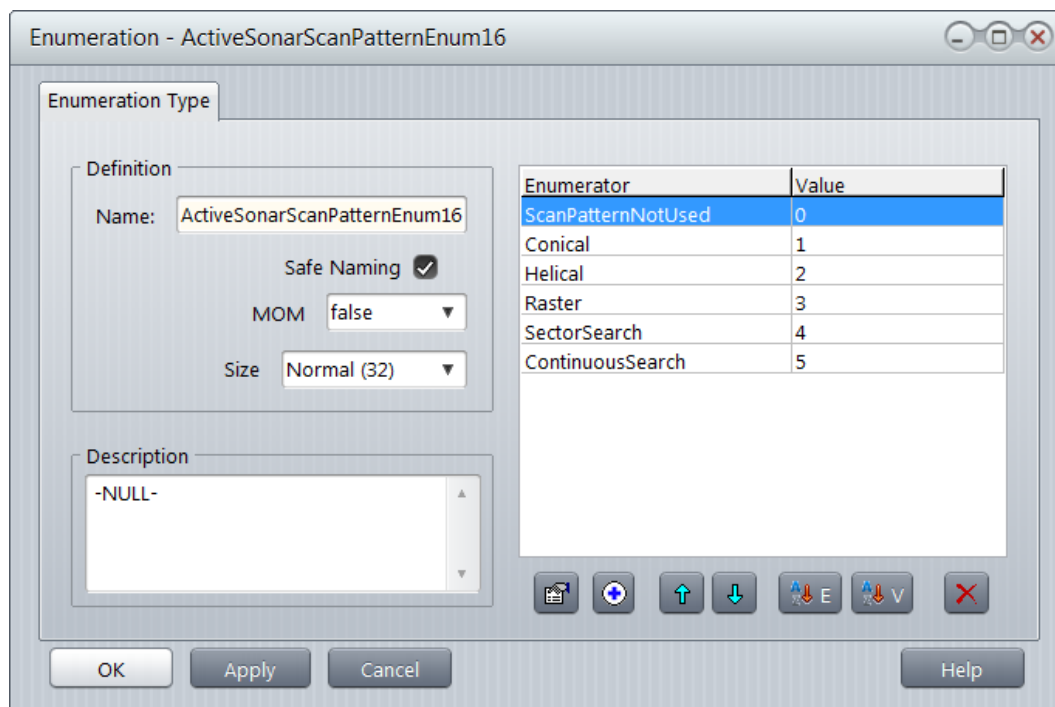 Enumeration - ActiveSonarScanPatternEnum16
Enumeration Type
Definition
Name: ActiveSonarScanPatternEnum16
Safe Naming
MOM false
Size Normal (32)
Description
-NULL-
Enumerator Value
ScanPatternNotUsed 0
Conical 1
Helical 2
Raster 3
SectorSearch 4
ContinuousSearch 5
E V
OK Apply Cancel Help